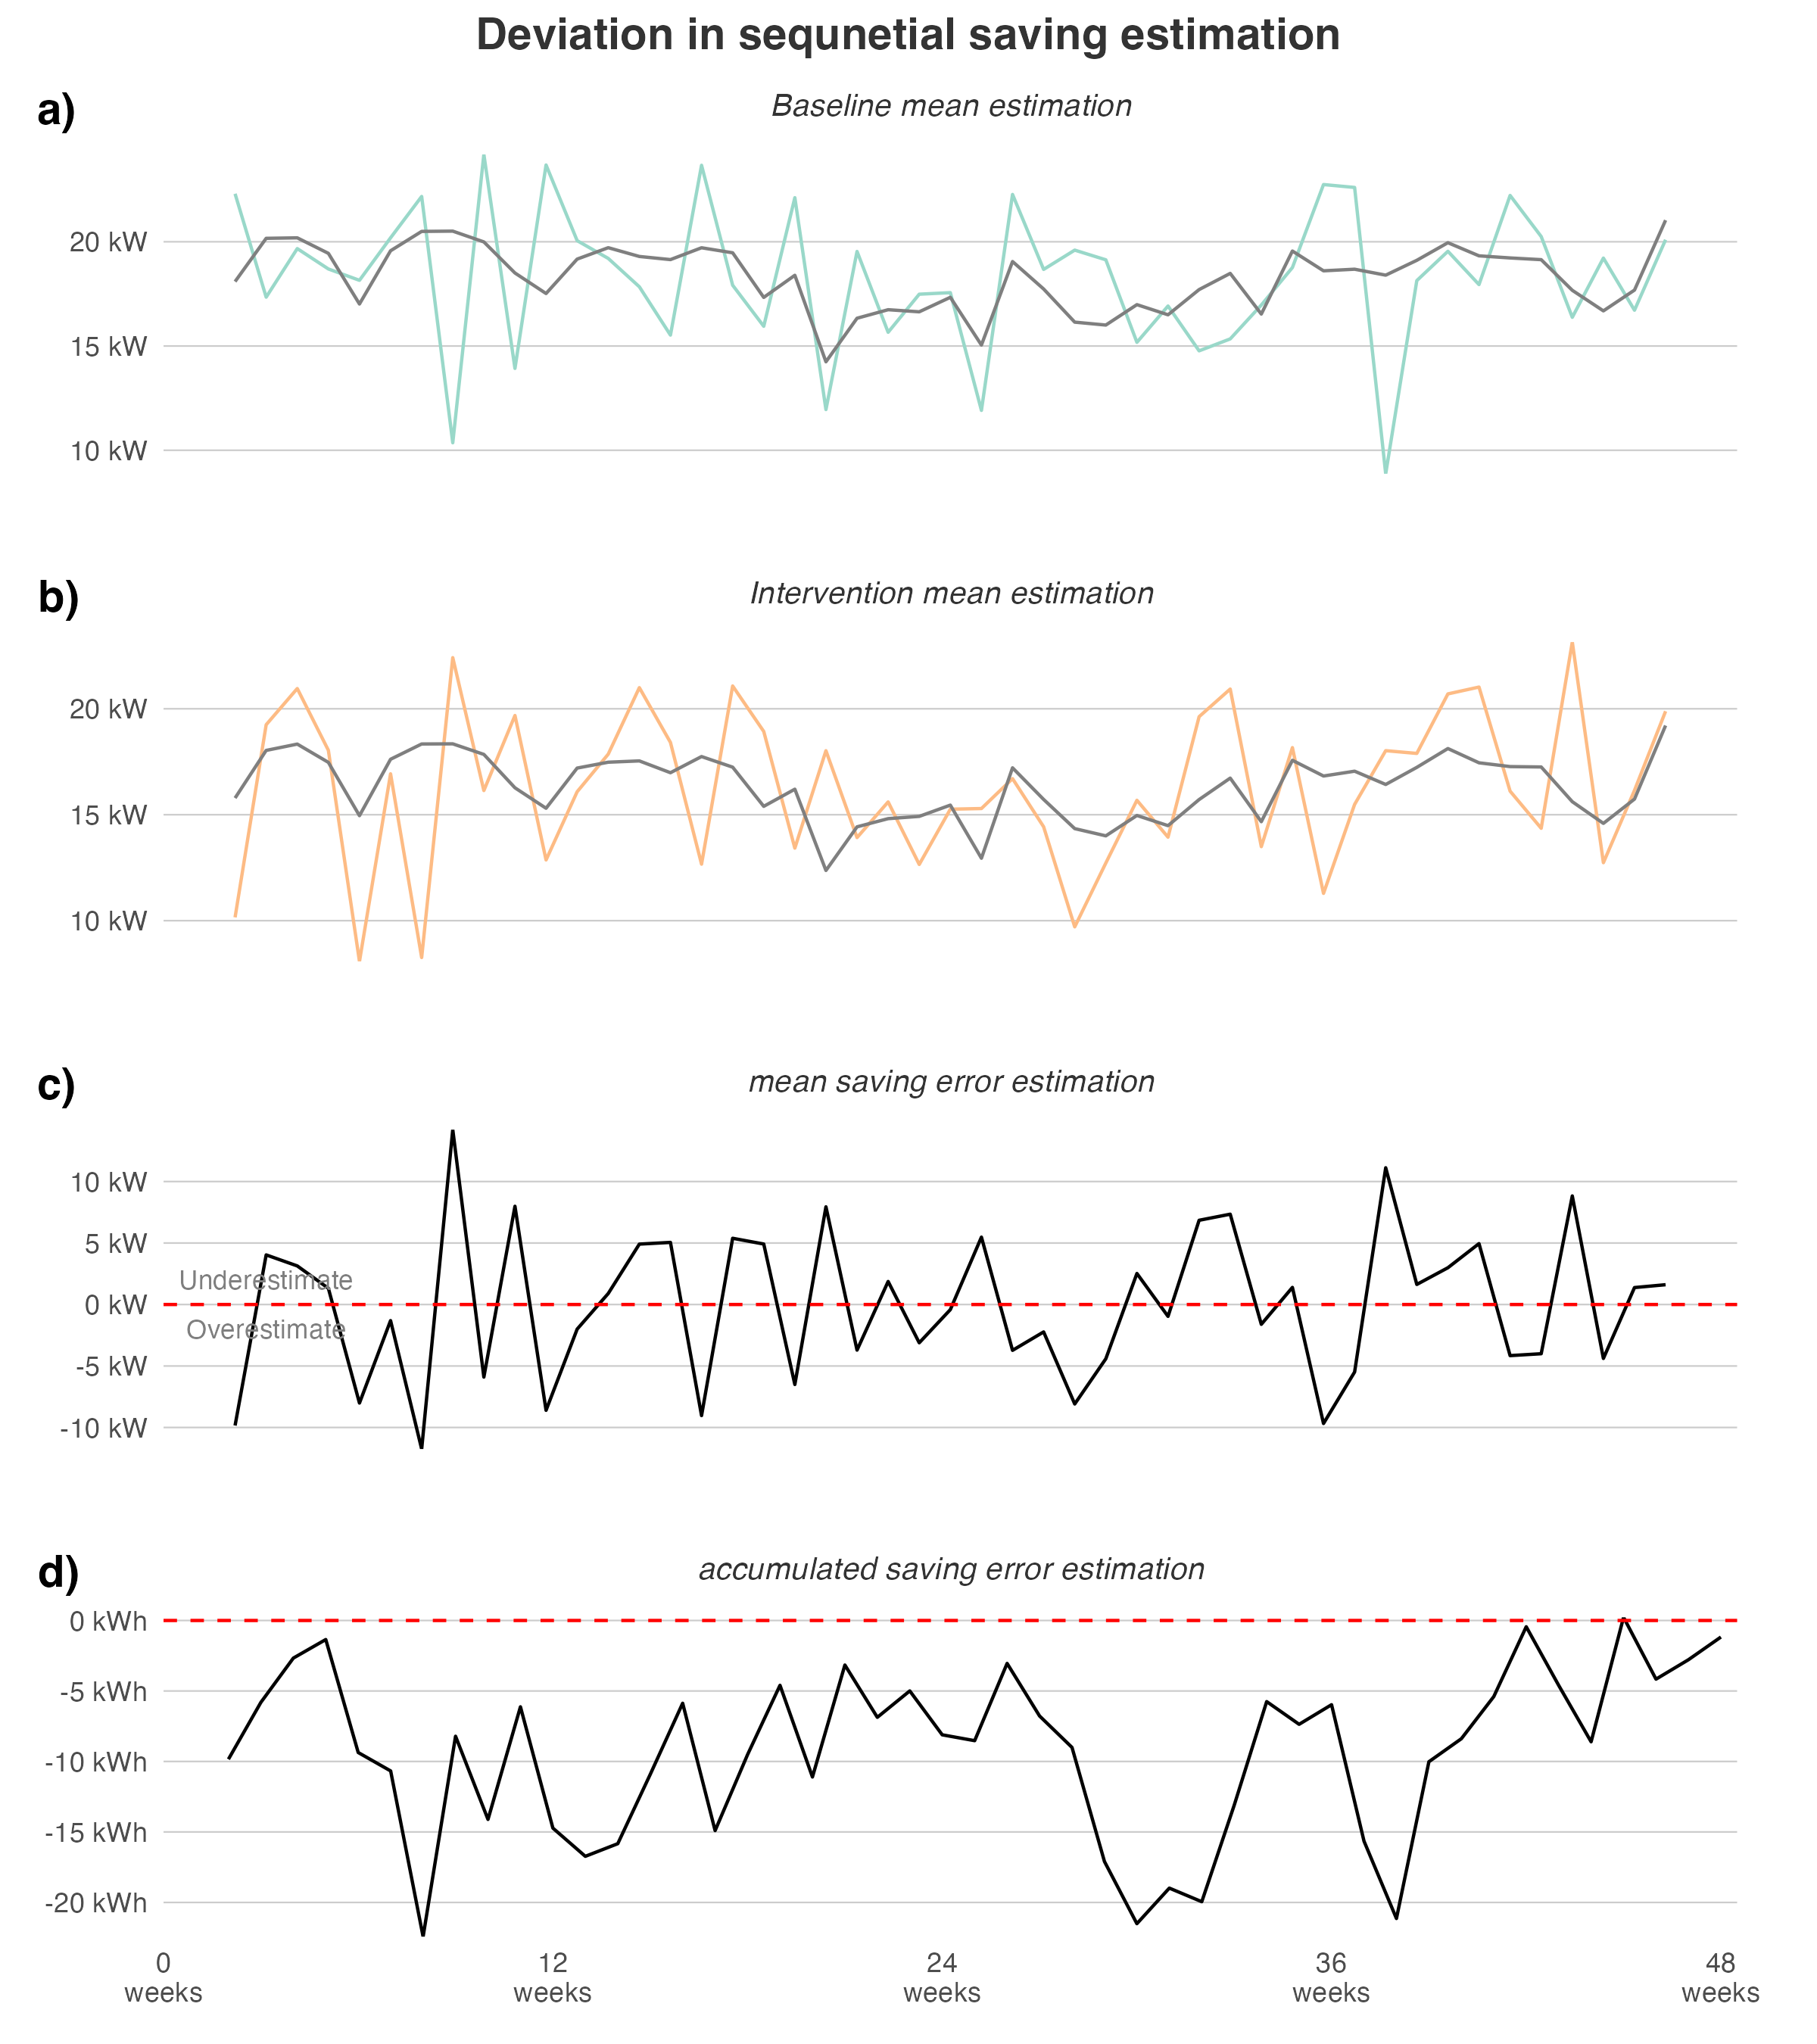 Deviation in sequnetial saving estimation
a)
Baseline mean estimation
20 kW
15 kW
10 kW
b)
Intervention mean estimation
20 kW
15 kW
10 kW
c)
mean saving error estimation
10 kW
5 kW
Underestimate
0 kW
Overestimate
-5 kW
-10 kW
d)
accumulated saving error estimation
0 kWh
-5 kWh
-10 kWh
-15 kWh
-20 kWh
0 12 24 36 48
weeks weeks weeks weeks weeks